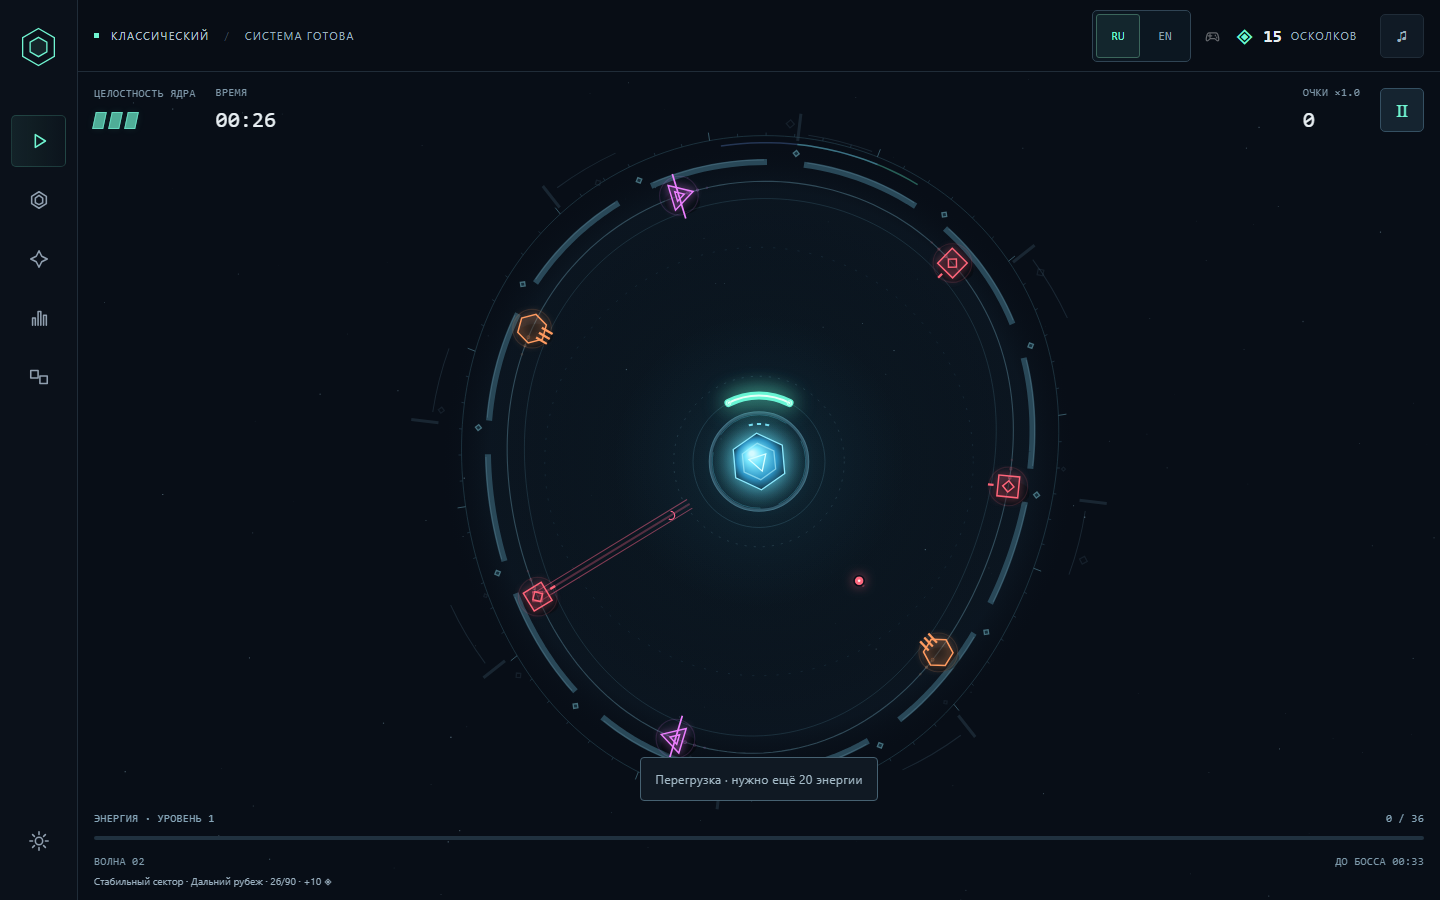 КЛАССИЧЕСКИЙ / СИСТЕМА ГОТОВА
RU EN
15 ОСКОЛКОВ
ЦЕЛОСТНОСТЬ ЯДРА
ВРЕМЯ
00:26
ОЧКИ ×1.0
0
Перегрузка · нужно ещё 20 энергии
ЭНЕРГИЯ · УРОВЕНЬ 1
0 / 36
ВОЛНА 02
ДО БОССА 00:33
Стабильный сектор · Дальний рубеж · 26/90 · +10 ◈